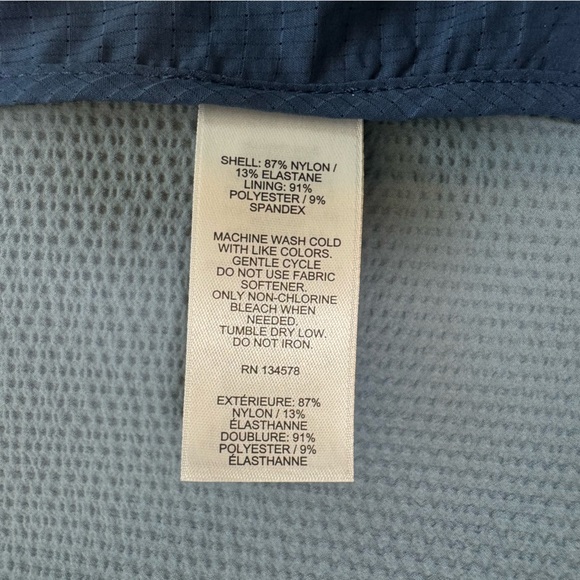 SHELL: 87% NYLON /
13% ELASTANE
LINING: 91%
POLYESTER / 9%
SPANDEX
MACHINE WASH COLD
WITH LIKE COLORS.
GENTLE CYCLE
DO NOT USE FABRIC
SOFTENER.
ONLY NON-CHLORINE
BLEACH WHEN
NEEDED.
TUMBLE DRY LOW.
DO NOT IRON.
RN 134578
EXTÉRIEURE: 87%
NYLON / 13%
ÉLASTHANNE
DOUBLURE: 91%
POLYESTER / 9%
ÉLASTHANNE